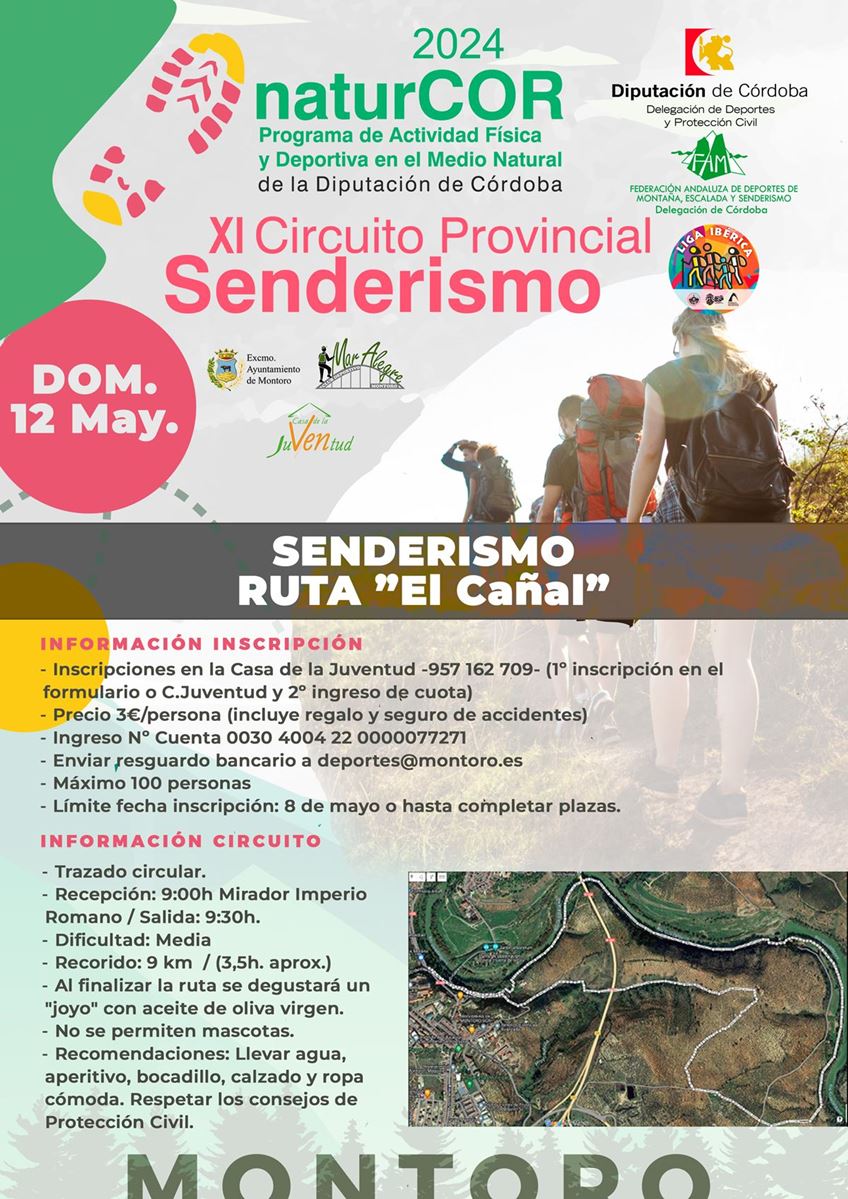 2024
naturCOR
Programa de Actividad Física
y Deportiva en el Medio Natural
de la Diputación de Córdoba
Diputación de Córdoba
Delegación de Deportes
y Protección Civil
FAM
FEDERACIÓN ANDALUZA DE DEPORTES DE
MONTAÑA, ESCALADA Y SENDERISMO
Delegación de Córdoba
XI Circuito Provincial
Senderismo
LIGA IBÉRICA
DOM.
12 May.
Excmo.
Ayuntamiento
de Montoro
Mar Alegre
MONTORO
Casa de la
JuVENtud
SENDERISMO
RUTA ”El Cañal”
INFORMACIÓN INSCRIPCIÓN
- Inscripciones en la Casa de la Juventud -957 162 709- (1º inscripción en el
formulario o C.Juventud y 2º ingreso de cuota)
- Precio 3€/persona (incluye regalo y seguro de accidentes)
- Ingreso Nº Cuenta 0030 4004 22 0000077271
- Enviar resguardo bancario a deportes@montoro.es
- Máximo 100 personas
- Límite fecha inscripción: 8 de mayo o hasta completar plazas.
INFORMACIÓN CIRCUITO
- Trazado circular.
- Recepción: 9:00h Mirador Imperio
Romano / Salida: 9:30h.
- Dificultad: Media
- Recorido: 9 km / (3,5h. aprox.)
- Al finalizar la ruta se degustará un
"joyo" con aceite de oliva virgen.
- No se permiten mascotas.
- Recomendaciones: Llevar agua,
aperitivo, bocadillo, calzado y ropa
cómoda. Respetar los consejos de
Protección Civil.
MONTORO